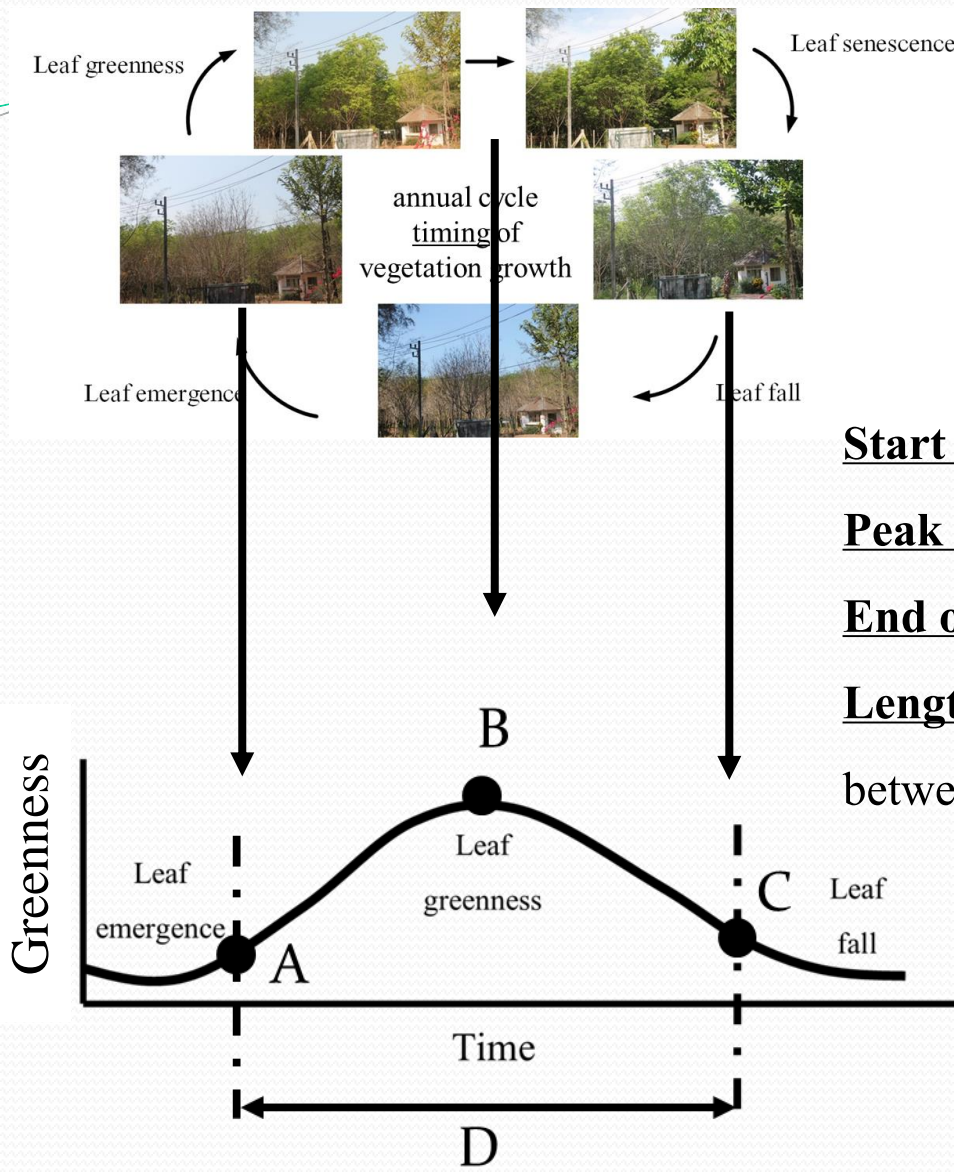 Leaf greenness
Leaf senescence
annual cycle
timing of
vegetation growth
Leaf emergence
Leaf fall
Start
Peak
End o
Lengt
betwe
Greenness
B
Leaf
greenness
Leaf
emergence
A
C
Leaf
fall
Time
D